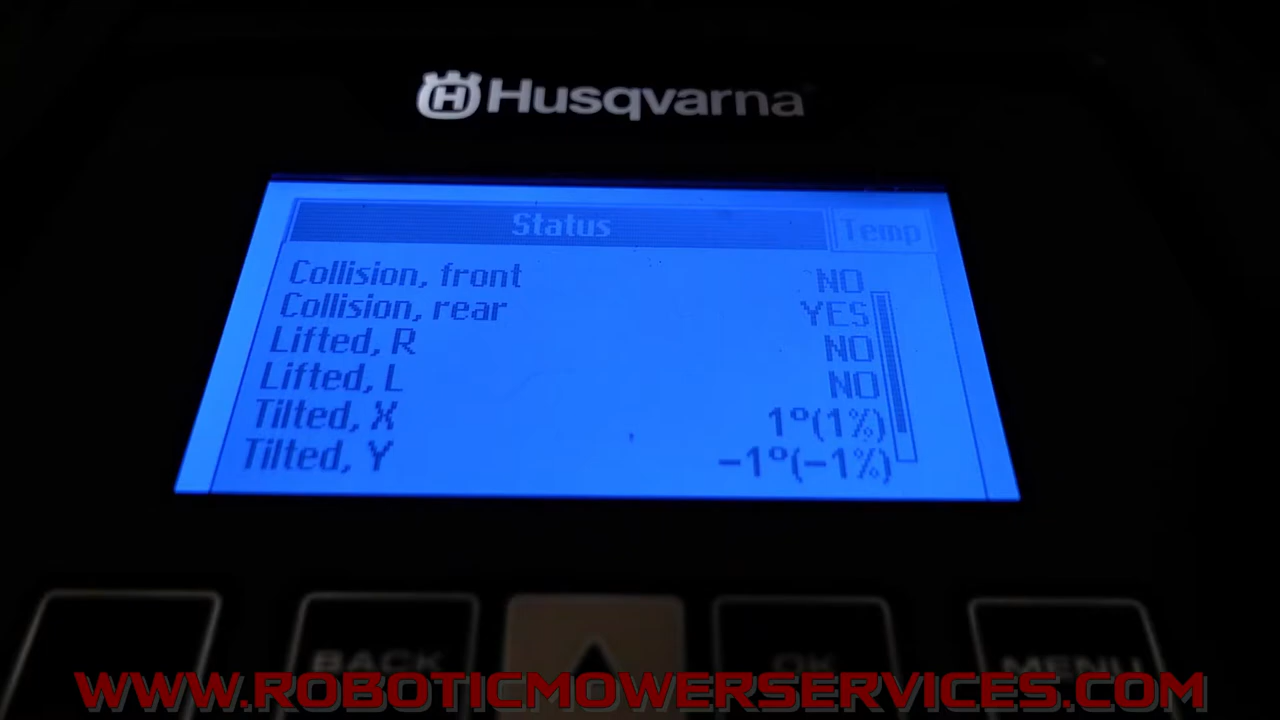 Husqvarna
Status Temp
Collision, front NO
Collision, rear YES
Lifted, R NO
Lifted, L NO
Tilted, X 1°(1%)
Tilted, Y -1°(-1%)
BACK OK MENU
WWW.ROBOTICMOWERSERVICES.COM